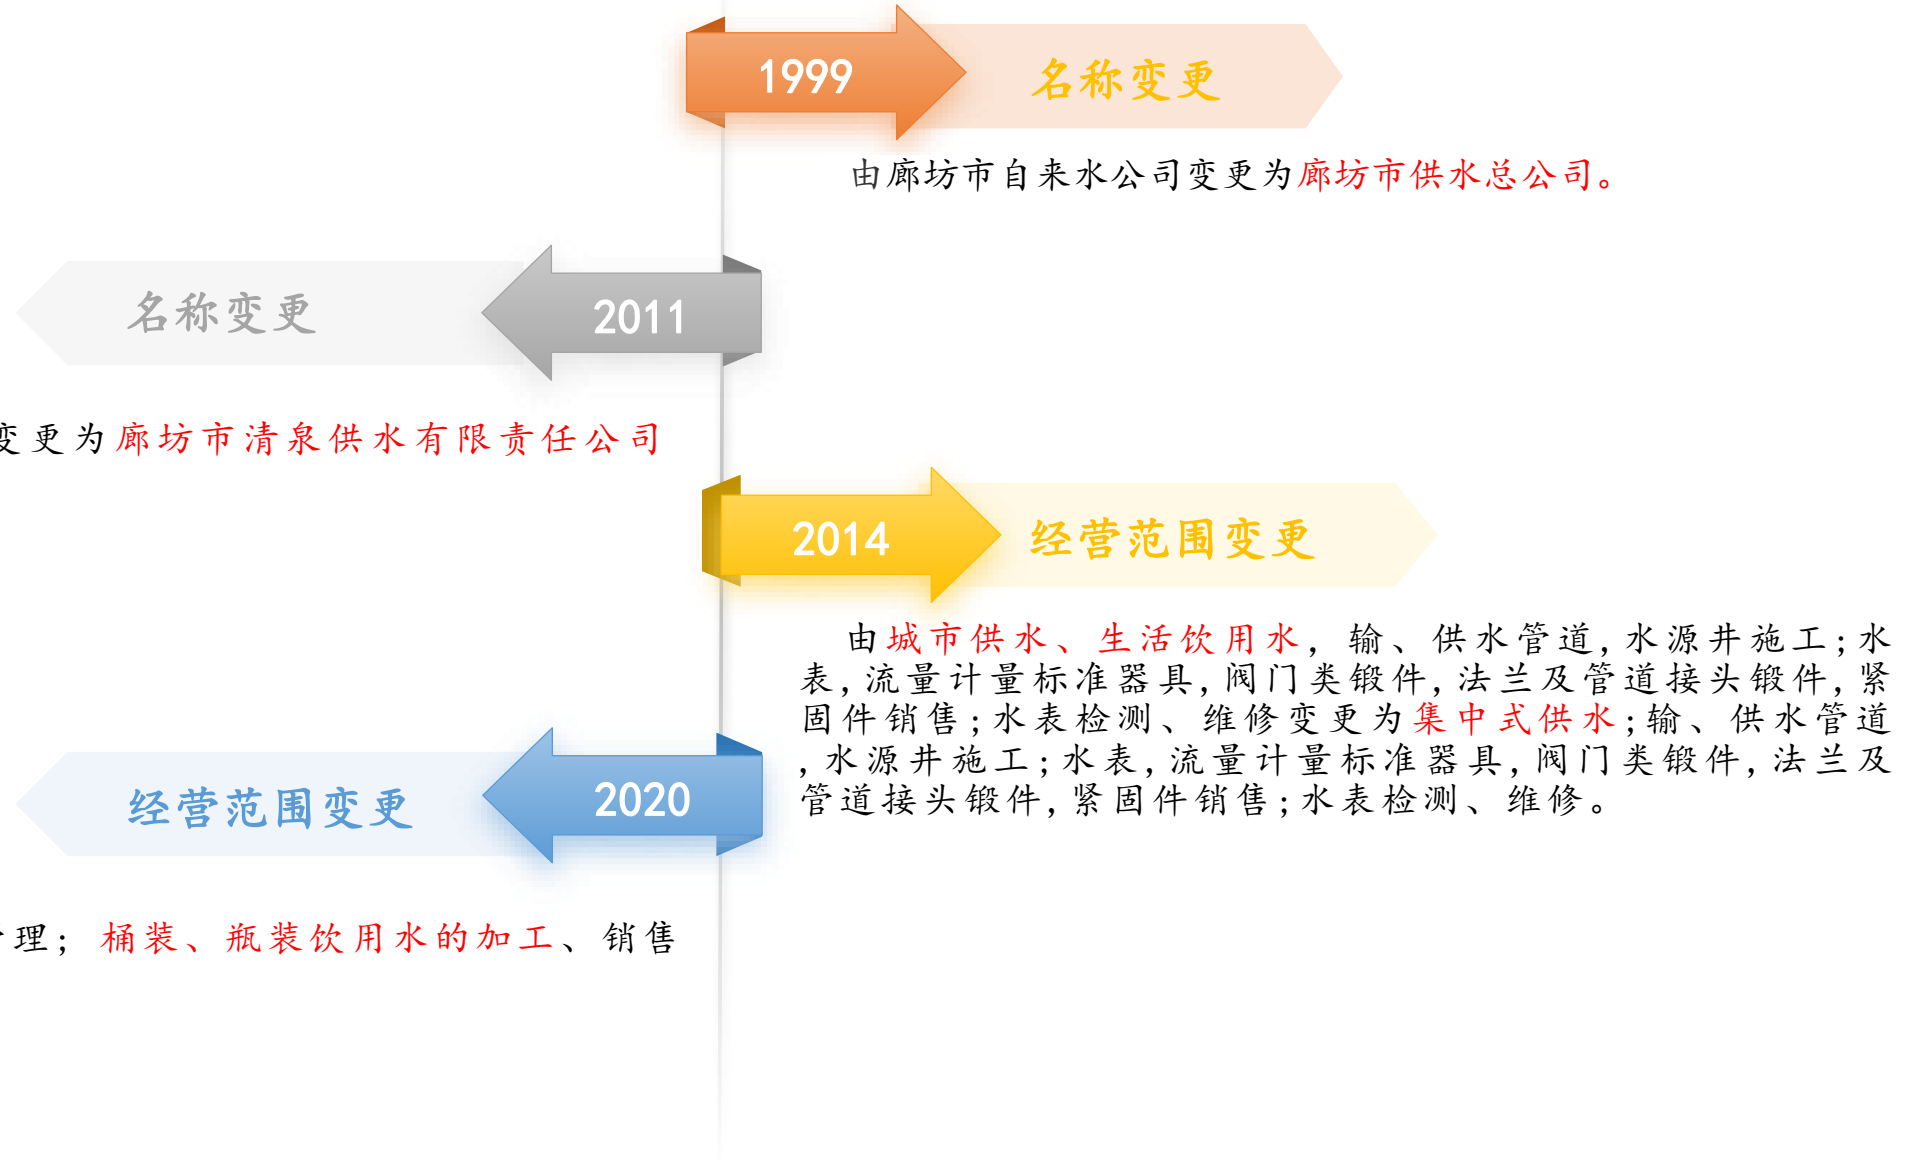 1999
名称变更
由廊坊市自来水公司变更为廊坊市供水总公司。
名称变更
2011
变更为廊坊市清泉供水有限责任公司
2014
经营范围变更
由城市供水、生活饮用水，输、供水管道,水源井施工;水
表,流量计量标准器具,阀门类锻件,法兰及管道接头锻件,紧
固件销售;水表检测、维修变更为集中式供水;输、供水管道
,水源井施工;水表,流量计量标准器具,阀门类锻件,法兰及
管道接头锻件,紧固件销售;水表检测、维修。
经营范围变更
2020
理；桶装、瓶装饮用水的加工、销售